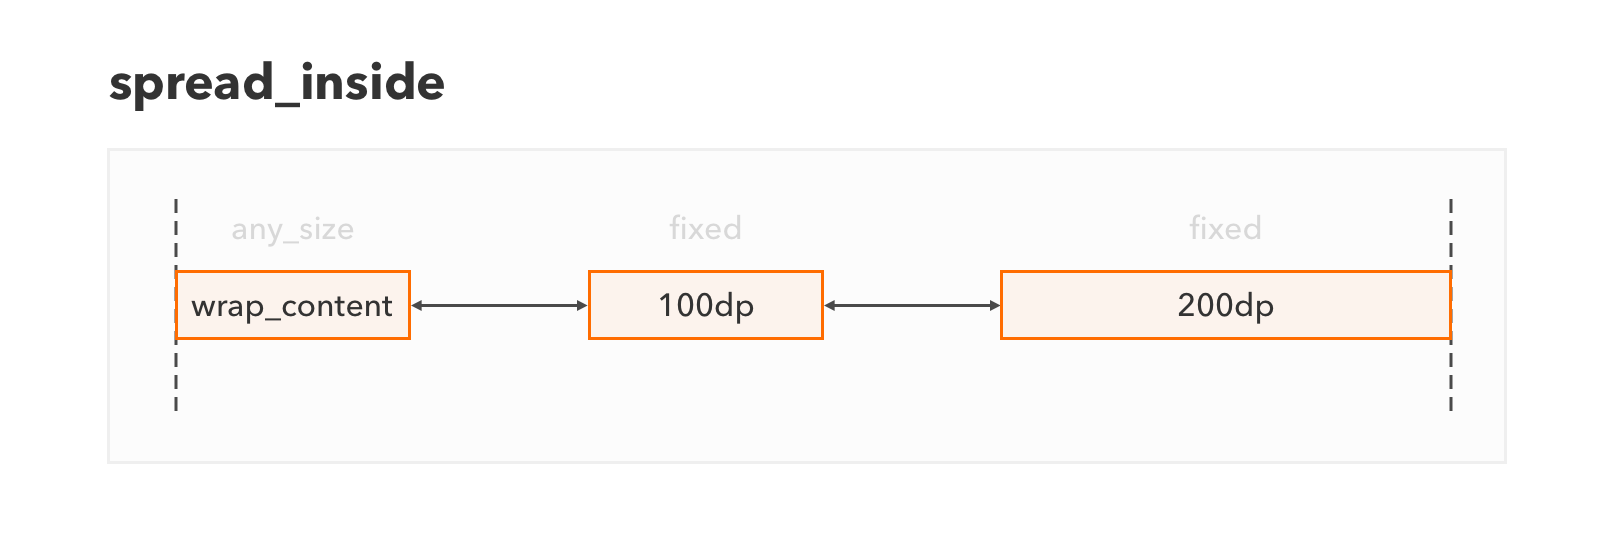 spread_inside
any_size fixed fixed
wrap_content 100dp 200dp